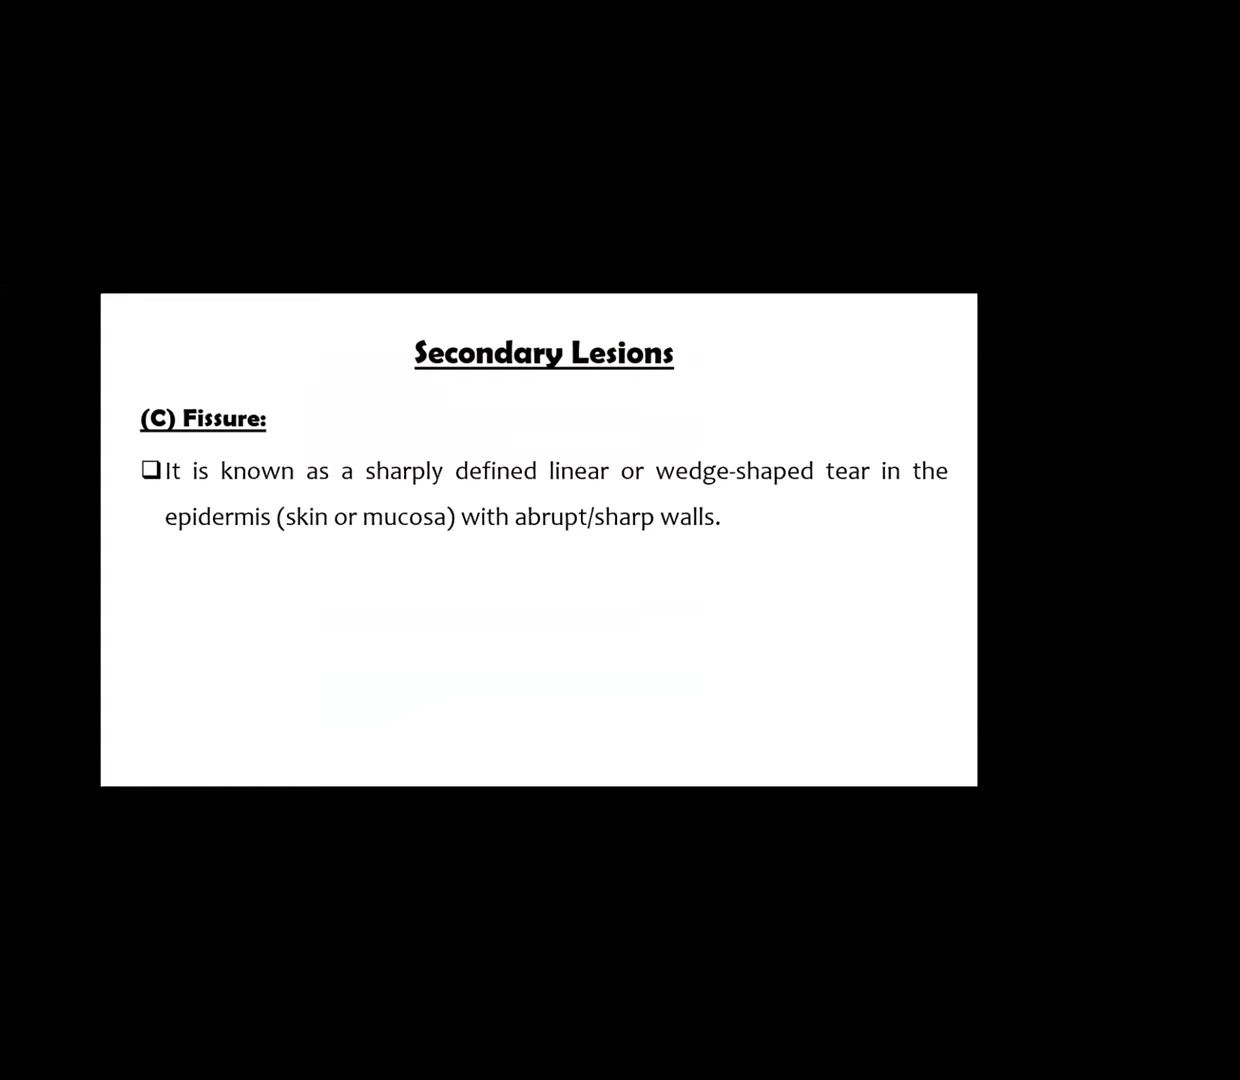 Secondary Lesions
(C) Fissure:
❑It is known as a sharply defined linear or wedge-shaped tear in the
epidermis (skin or mucosa) with abrupt/sharp walls.